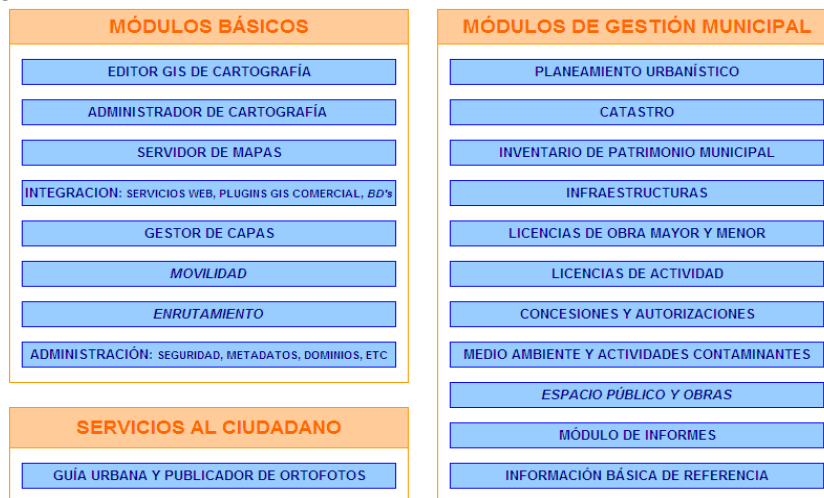 MÓDULOS BÁSICOS
EDITOR GIS DE CARTOGRAFÍA
ADMINISTRADOR DE CARTOGRAFÍA
SERVIDOR DE MAPAS
INTEGRACION: SERVICIOS WEB, PLUGINS GIS COMERCIAL, BD's
GESTOR DE CAPAS
MOVILIDAD
ENRUTAMIENTO
ADMINISTRACIÓN: SEGURIDAD, METADATOS, DOMINIOS, ETC
SERVICIOS AL CIUDADANO
GUÍA URBANA Y PUBLICADOR DE ORTOFOTOS
MÓDULOS DE GESTIÓN MUNICIPAL
PLANEAMIENTO URBANÍSTICO
CATASTRO
INVENTARIO DE PATRIMONIO MUNICIPAL
INFRAESTRUCTURAS
LICENCIAS DE OBRA MAYOR Y MENOR
LICENCIAS DE ACTIVIDAD
CONCESIONES Y AUTORIZACIONES
MEDIO AMBIENTE Y ACTIVIDADES CONTAMINANTES
ESPACIO PÚBLICO Y OBRAS
MÓDULO DE INFORMES
INFORMACIÓN BÁSICA DE REFERENCIA